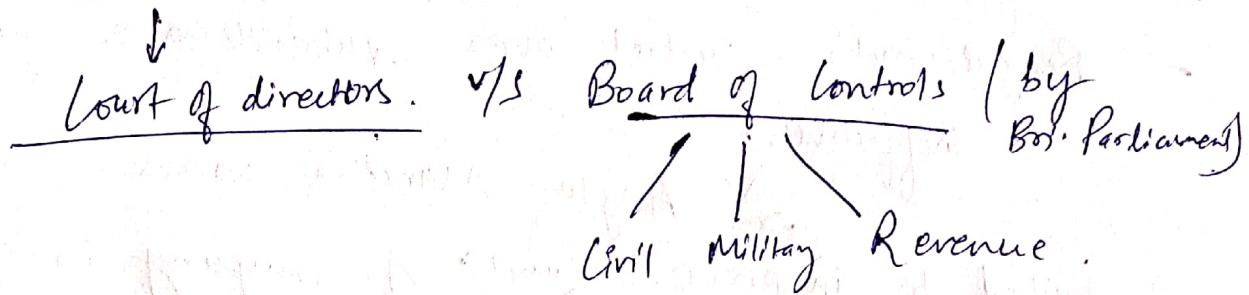 Court of directors. v/s Board of Controls (by
Bri. Parliament)
Civil Military Revenue.